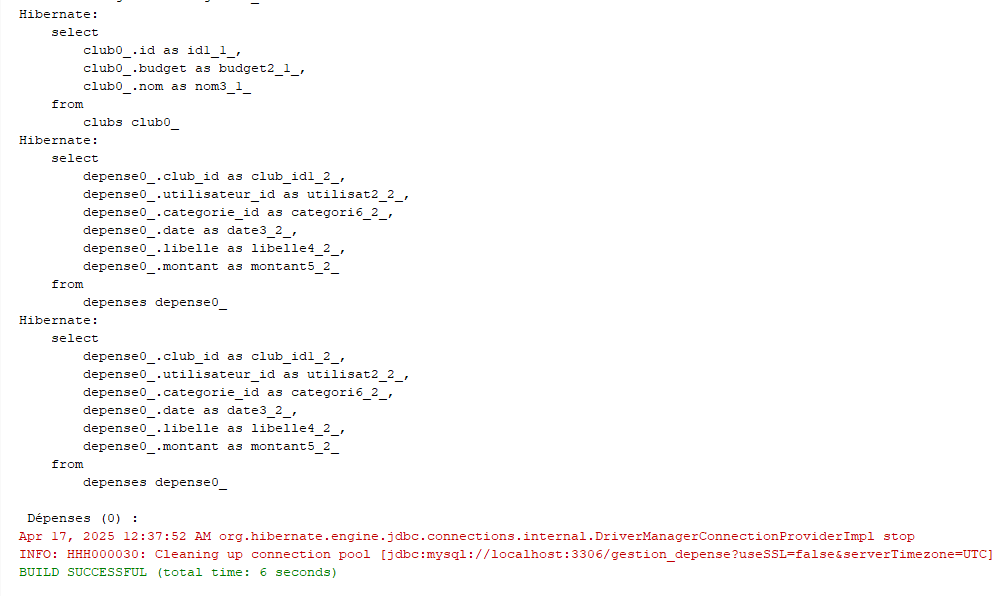 Hibernate:
    select
        club0_.id as id1_1_,
        club0_.budget as budget2_1_,
        club0_.nom as nom3_1_
    from
        clubs club0_
Hibernate:
    select
        depense0_.club_id as club_id1_2_,
        depense0_.utilisateur_id as utilisat2_2_,
        depense0_.categorie_id as categori6_2_,
        depense0_.date as date3_2_,
        depense0_.libelle as libelle4_2_,
        depense0_.montant as montant5_2_
    from
        depenses depense0_
Hibernate:
    select
        depense0_.club_id as club_id1_2_,
        depense0_.utilisateur_id as utilisat2_2_,
        depense0_.categorie_id as categori6_2_,
        depense0_.date as date3_2_,
        depense0_.libelle as libelle4_2_,
        depense0_.montant as montant5_2_
    from
        depenses depense0_
 Dépenses (0) :
Apr 17, 2025 12:37:52 AM org.hibernate.engine.jdbc.connections.internal.DriverManagerConnectionProviderImpl stop
INFO: HHH000030: Cleaning up connection pool [jdbc:mysql://localhost:3306/gestion_depense?useSSL=false&serverTimezone=UTC]
BUILD SUCCESSFUL (total time: 6 seconds)